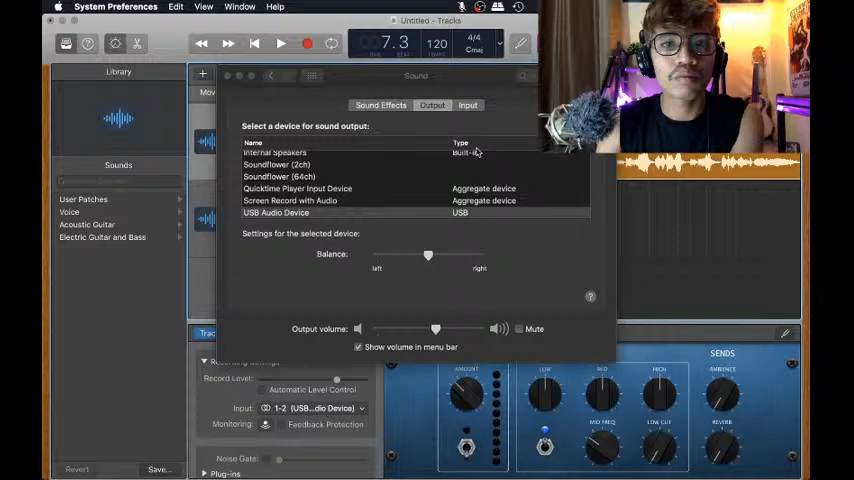 System Preferences Edit View Window Help
Untitled - Tracks
7.3
120
4/4
Cmaj
Library
Sounds
User Patches
Voice
Acoustic Guitar
Electric Guitar and Bass
Revert
Save...
Sound
Sound Effects Output Input
Select a device for sound output:
Name Type
Internal Speakers
Soundflower (2ch)
Soundflower (64ch)
Quicktime Player Input Device Aggregate device
Screen Record with Audio Aggregate device
USB Audio Device USB
Settings for the selected device:
Balance:
left right
?
Output volume: Mute
Show volume in menu bar
Record Level:
Automatic Level Control
Input: 1-2 (USB...dio Device)
Monitoring: Feedback Protection
Noise Gate:
Plug-ins
AMOUNT
LOW MID HIGH
MID FREQ LOW CUT
SENDS
AMBIENCE
REVERB